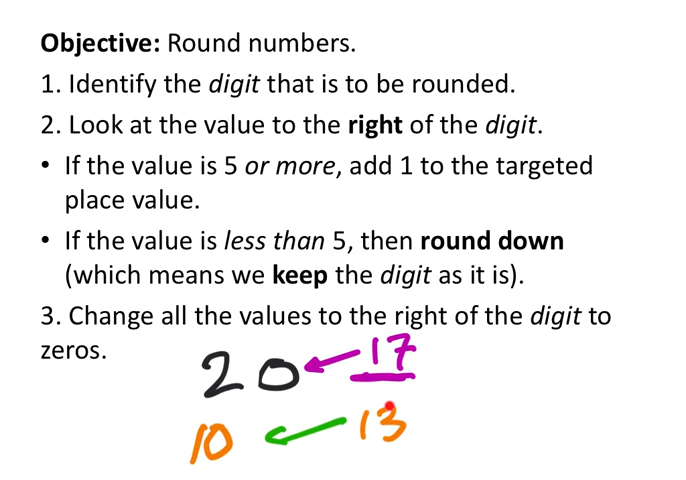 Objective: Round numbers.
1. Identify the digit that is to be rounded.
2. Look at the value to the right of the digit.
• If the value is 5 or more, add 1 to the targeted
place value.
• If the value is less than 5, then round down
(which means we keep the digit as it is).
3. Change all the values to the right of the digit to
zeros.
20 ← 17
10 ← 13